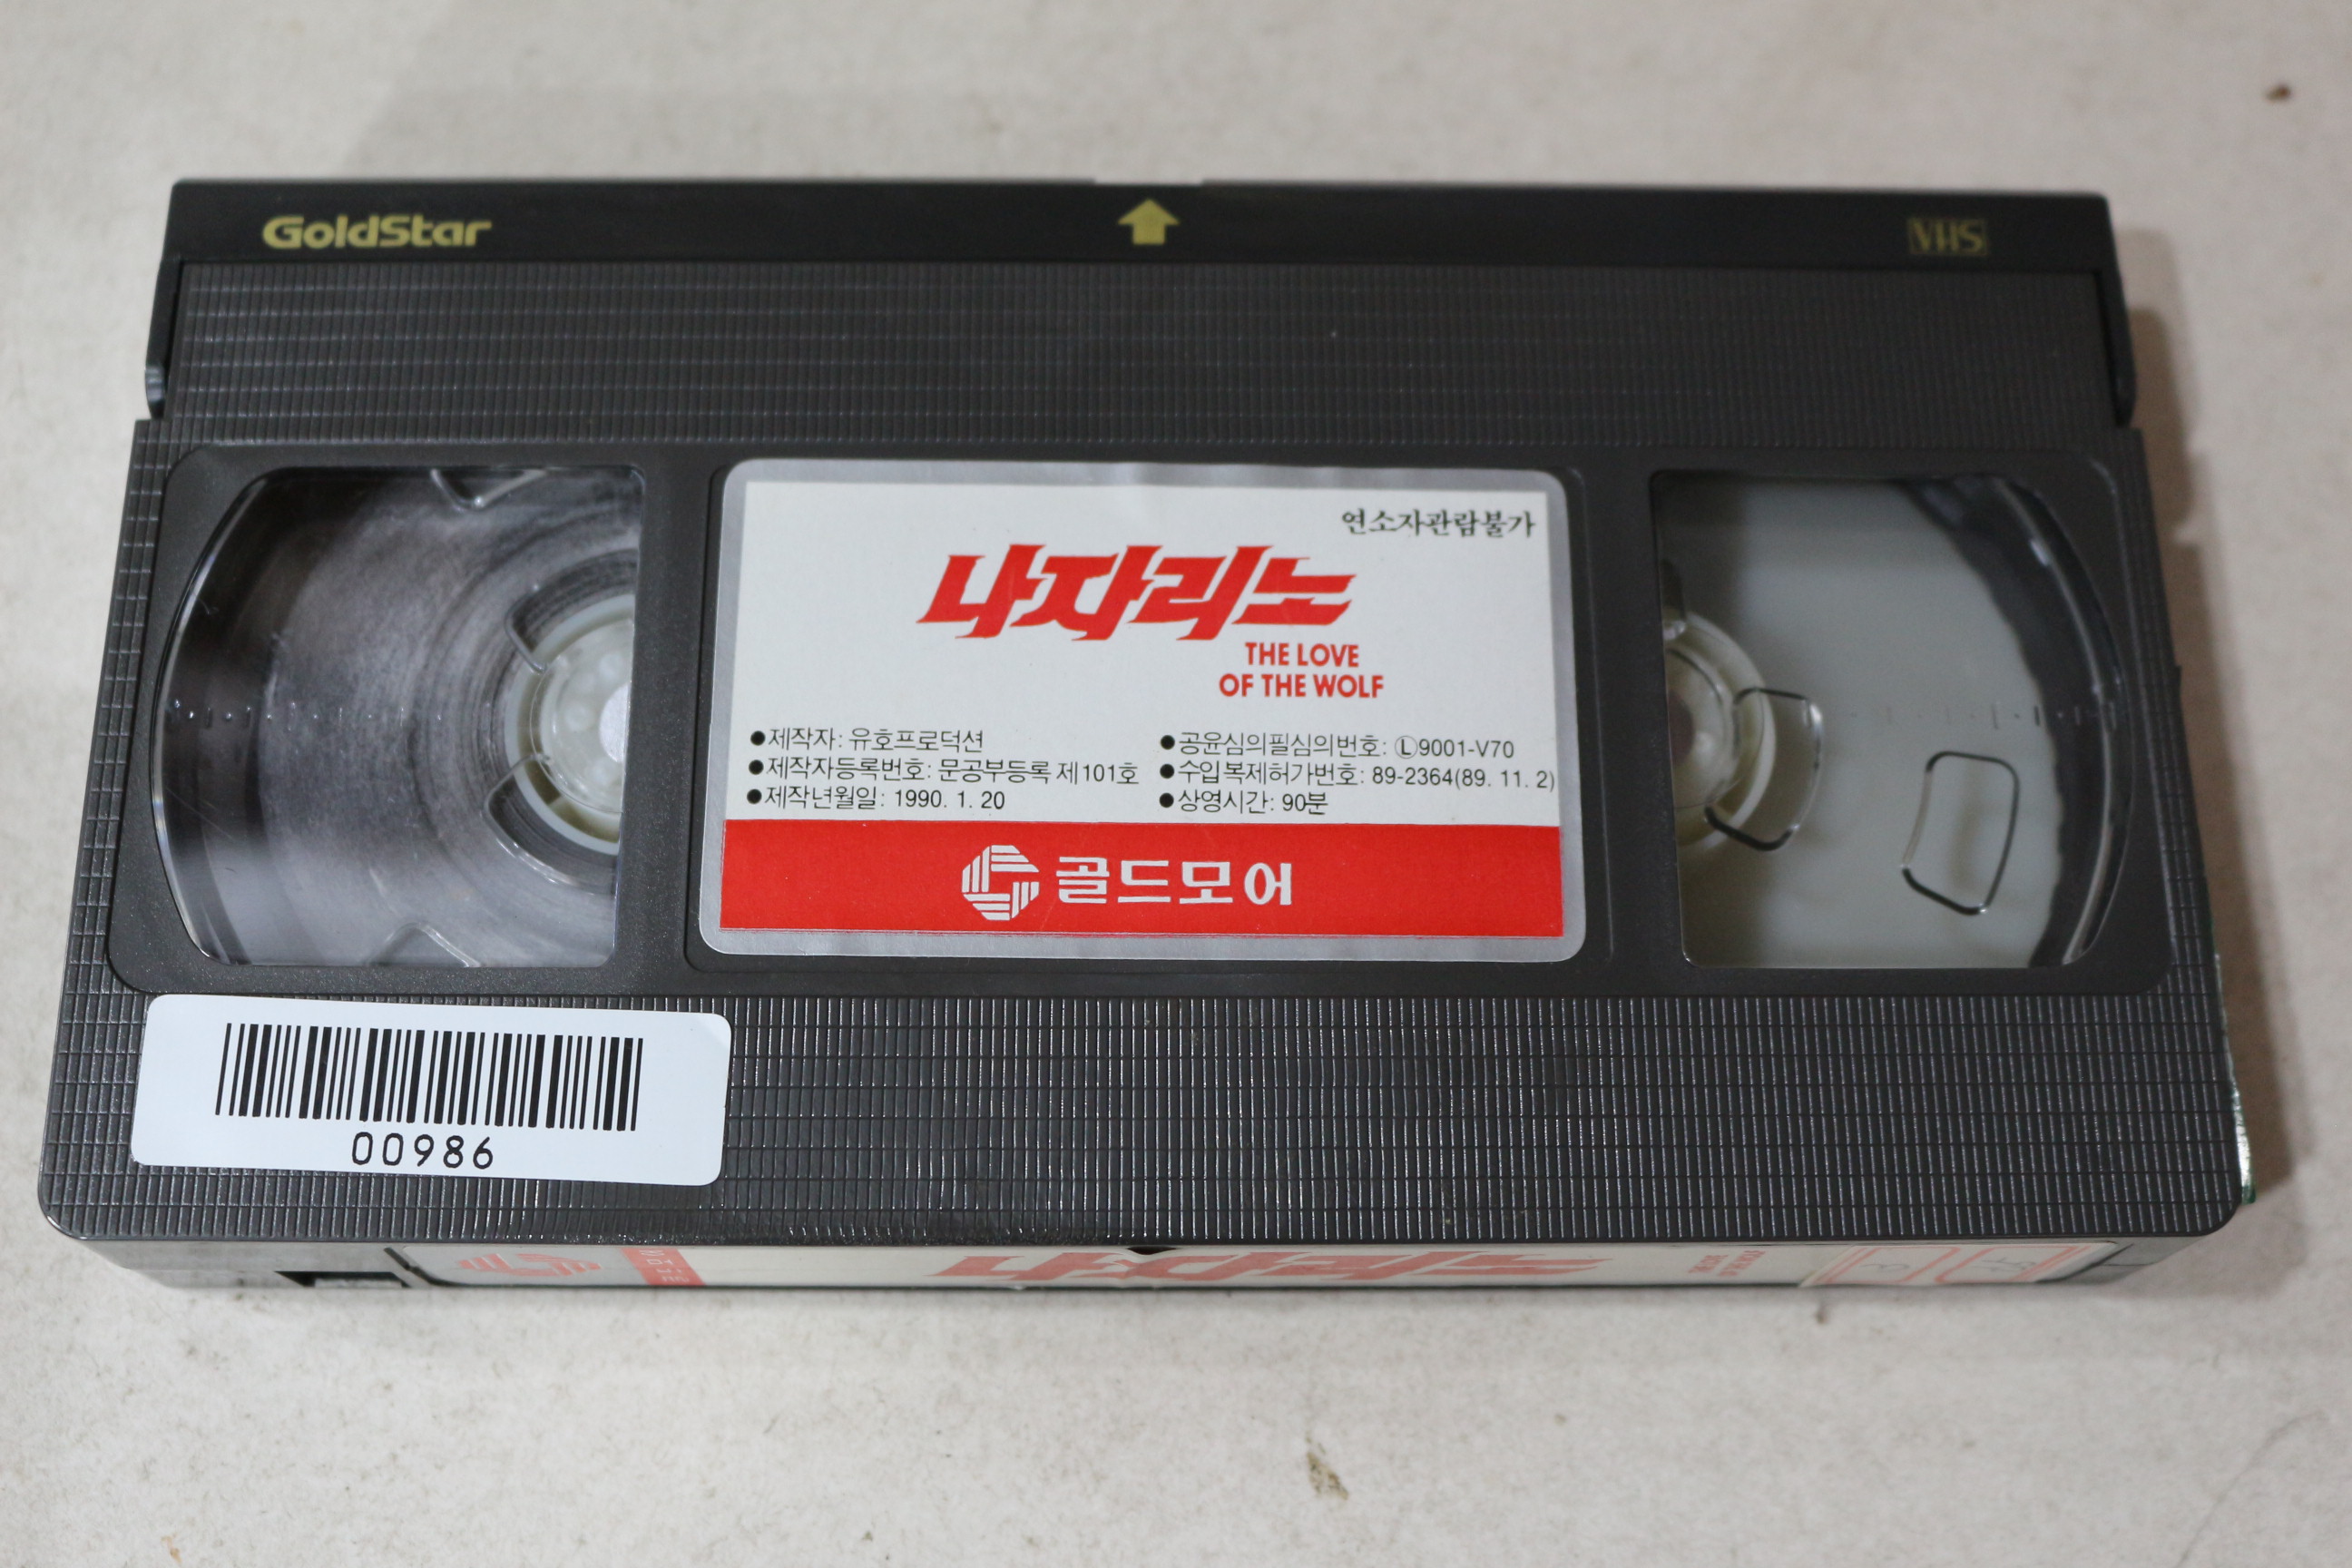 GoldStar
VHS
연소자관람불가
나자리노
THE LOVE
OF THE WOLF
●제작자: 유호프로덕션
●제작자등록번호: 문공부등록 제101호
●제작년월일: 1990. 1. 20
●공윤심의필심의번호: Ⓛ9001-V70
●수입복제허가번호: 89-2364(89. 11. 2)
●상영시간: 90분
골드모어
00986
나자리노